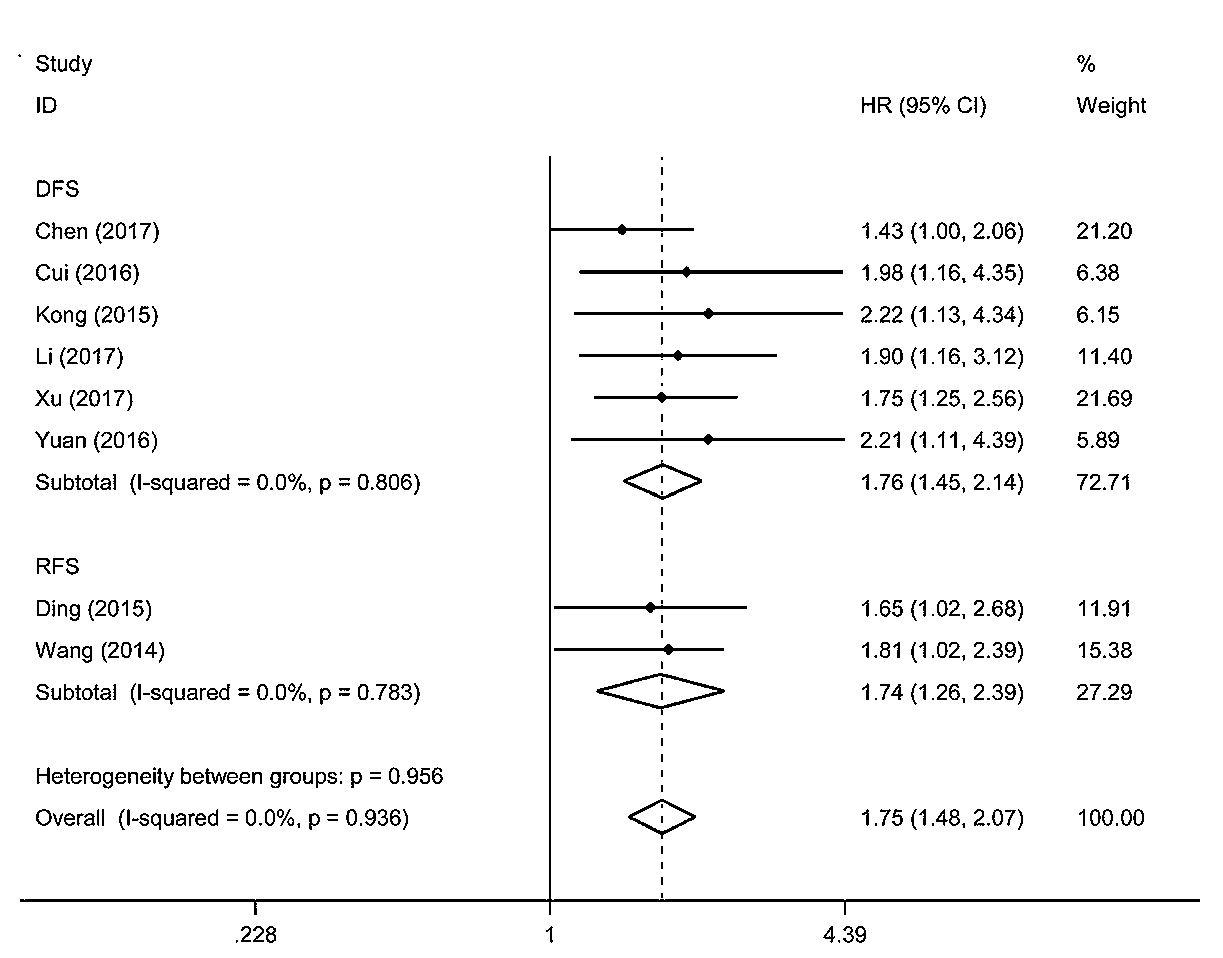 Study %
ID HR (95% CI) Weight
DFS
Chen (2017) 1.43 (1.00, 2.06) 21.20
Cui (2016) 1.98 (1.16, 4.35) 6.38
Kong (2015) 2.22 (1.13, 4.34) 6.15
Li (2017) 1.90 (1.16, 3.12) 11.40
Xu (2017) 1.75 (1.25, 2.56) 21.69
Yuan (2016) 2.21 (1.11, 4.39) 5.89
Subtotal (I-squared = 0.0%, p = 0.806) 1.76 (1.45, 2.14) 72.71
RFS
Ding (2015) 1.65 (1.02, 2.68) 11.91
Wang (2014) 1.81 (1.02, 2.39) 15.38
Subtotal (I-squared = 0.0%, p = 0.783) 1.74 (1.26, 2.39) 27.29
Heterogeneity between groups: p = 0.956
Overall (I-squared = 0.0%, p = 0.936) 1.75 (1.48, 2.07) 100.00
.228 1 4.39